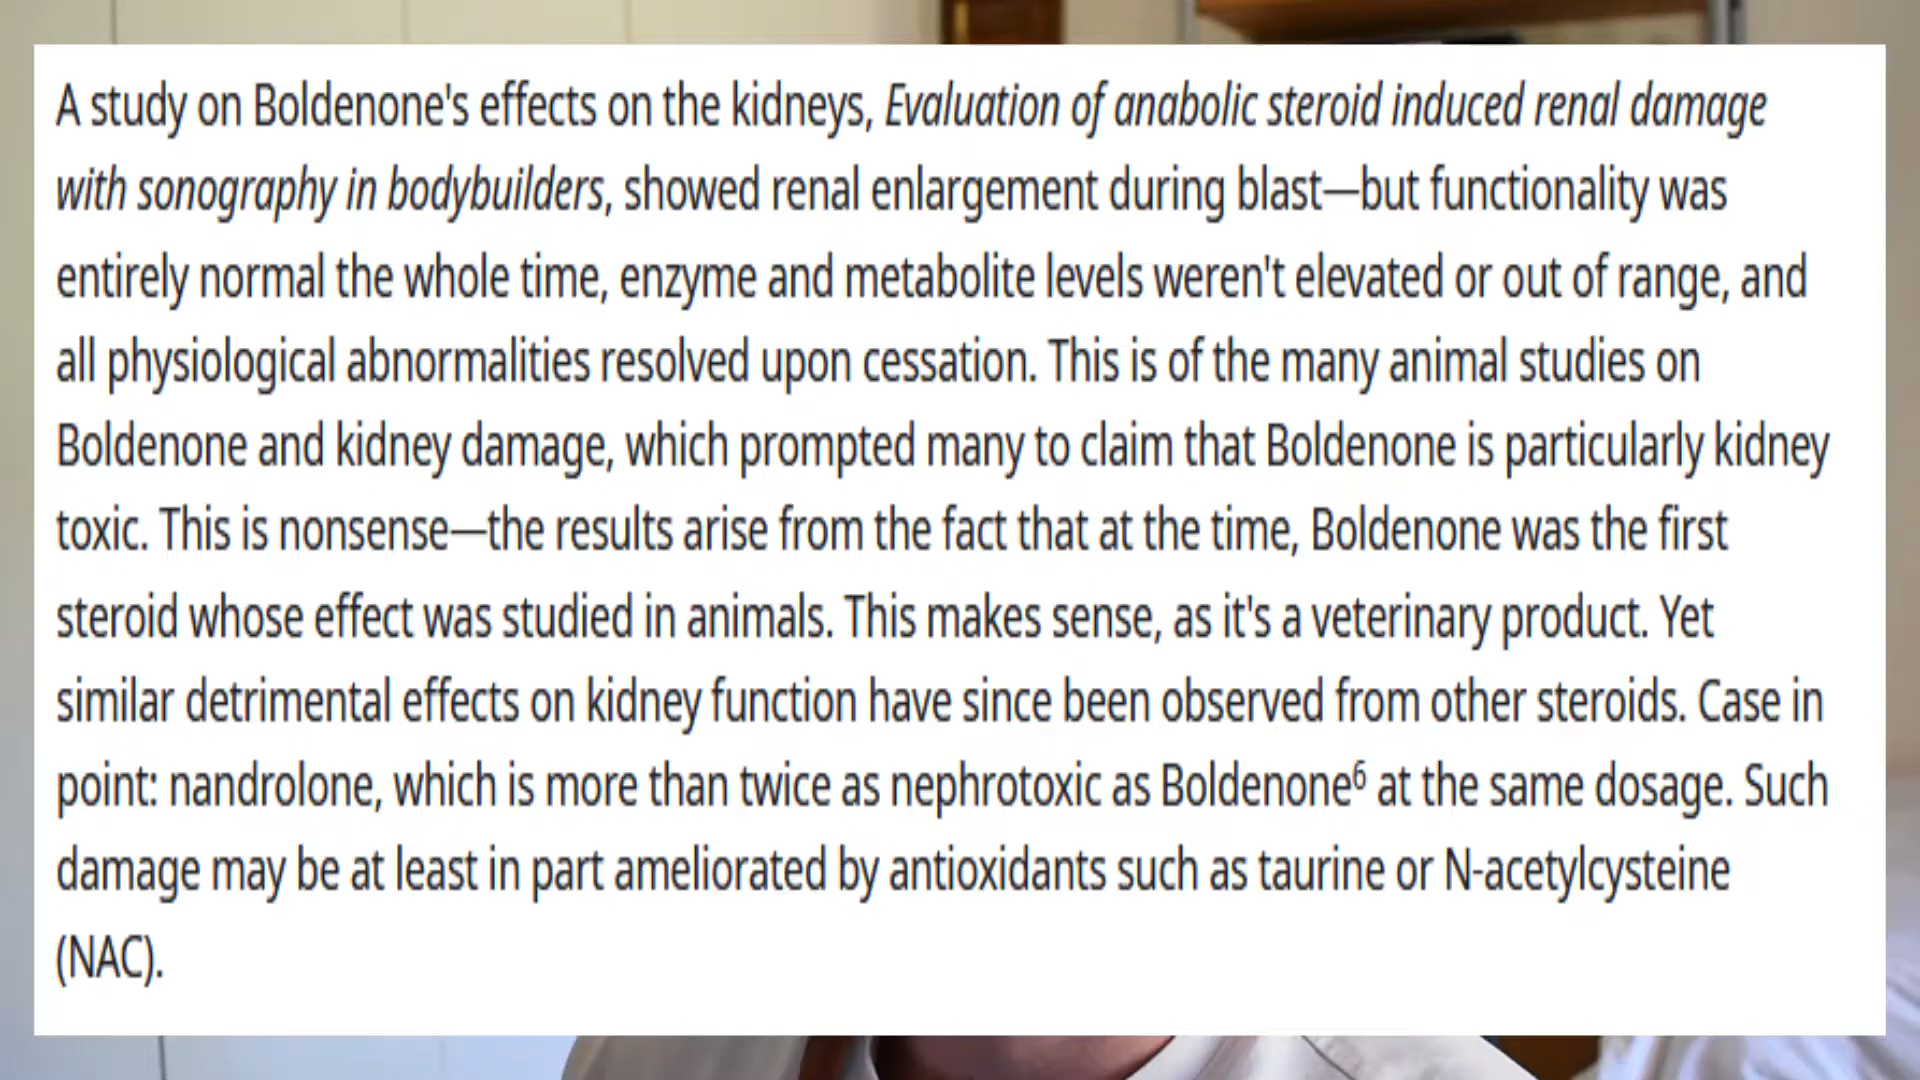 A study on Boldenone's effects on the kidneys, Evaluation of anabolic steroid induced renal damage
with sonography in bodybuilders, showed renal enlargement during blast—but functionality was
entirely normal the whole time, enzyme and metabolite levels weren't elevated or out of range, and
all physiological abnormalities resolved upon cessation. This is of the many animal studies on
Boldenone and kidney damage, which prompted many to claim that Boldenone is particularly kidney
toxic. This is nonsense—the results arise from the fact that at the time, Boldenone was the first
steroid whose effect was studied in animals. This makes sense, as it's a veterinary product. Yet
similar detrimental effects on kidney function have since been observed from other steroids. Case in
point: nandrolone, which is more than twice as nephrotoxic as Boldenone⁶ at the same dosage. Such
damage may be at least in part ameliorated by antioxidants such as taurine or N-acetylcysteine
(NAC).